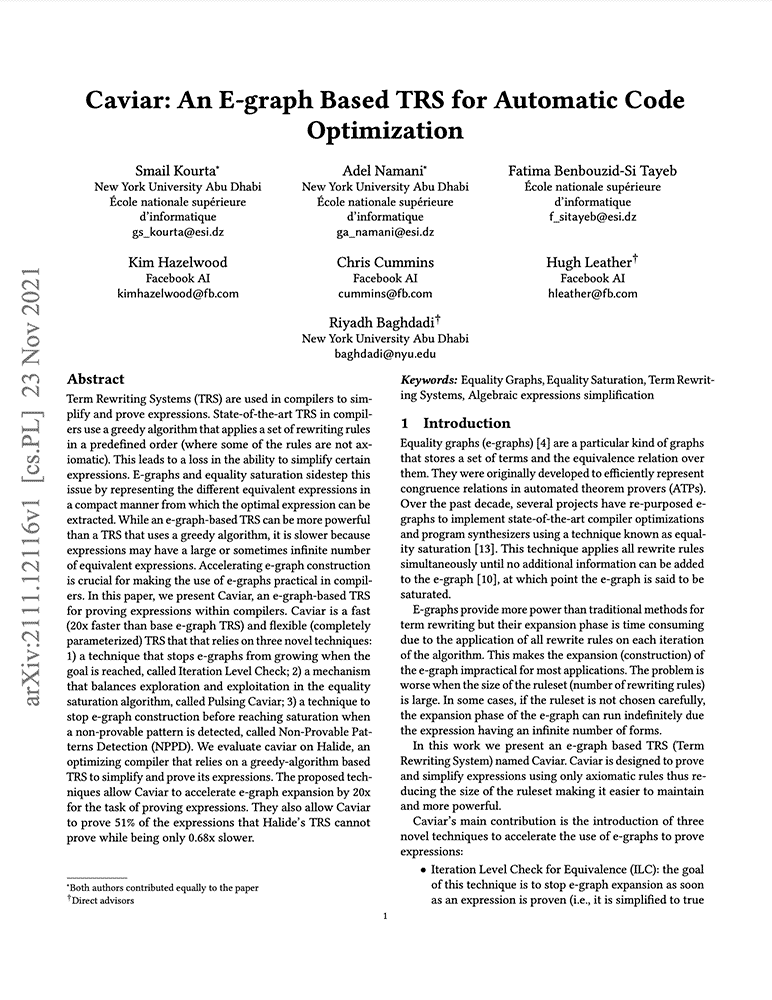 Caviar: An E-graph Based TRS for Automatic Code
Optimization
Smail Kourta*
New York University Abu Dhabi
École nationale supérieure
d'informatique
gs_kourta@esi.dz
Adel Namani*
New York University Abu Dhabi
École nationale supérieure
d'informatique
ga_namani@esi.dz
Fatima Benbouzid-Si Tayeb
École nationale supérieure
d'informatique
f_sitayeb@esi.dz
Kim Hazelwood
Facebook AI
kimhazelwood@fb.com
Chris Cummins
Facebook AI
cummins@fb.com
Hugh Leather†
Facebook AI
hleather@fb.com
Riyadh Baghdadi†
New York University Abu Dhabi
baghdadi@nyu.edu
arXiv:2111.12116v1 [cs.PL] 23 Nov 2021
Abstract
Term Rewriting Systems (TRS) are used in compilers to sim-
plify and prove expressions. State-of-the-art TRS in compil-
ers use a greedy algorithm that applies a set of rewriting rules
in a predefined order (where some of the rules are not ax-
iomatic). This leads to a loss in the ability to simplify certain
expressions. E-graphs and equality saturation sidestep this
issue by representing the different equivalent expressions in
a compact manner from which the optimal expression can be
extracted. While an e-graph-based TRS can be more powerful
than a TRS that uses a greedy algorithm, it is slower because
expressions may have a large or sometimes infinite number
of equivalent expressions. Accelerating e-graph construction
is crucial for making the use of e-graphs practical in compil-
ers. In this paper, we present Caviar, an e-graph-based TRS
for proving expressions within compilers. Caviar is a fast
(20x faster than base e-graph TRS) and flexible (completely
parameterized) TRS that that relies on three novel techniques:
1) a technique that stops e-graphs from growing when the
goal is reached, called Iteration Level Check; 2) a mechanism
that balances exploration and exploitation in the equality
saturation algorithm, called Pulsing Caviar; 3) a technique to
stop e-graph construction before reaching saturation when
a non-provable pattern is detected, called Non-Provable Pat-
terns Detection (NPPD). We evaluate caviar on Halide, an
optimizing compiler that relies on a greedy-algorithm based
TRS to simplify and prove its expressions. The proposed tech-
niques allow Caviar to accelerate e-graph expansion by 20x
for the task of proving expressions. They also allow Caviar
to prove 51% of the expressions that Halide's TRS cannot
prove while being only 0.68x slower.
*Both authors contributed equally to the paper
†Direct advisors
Keywords: Equality Graphs, Equality Saturation, Term Rewrit-
ing Systems, Algebraic expressions simplification
1 Introduction
Equality graphs (e-graphs) [4] are a particular kind of graphs
that stores a set of terms and the equivalence relation over
them. They were originally developed to efficiently represent
congruence relations in automated theorem provers (ATPs).
Over the past decade, several projects have re-purposed e-
graphs to implement state-of-the-art compiler optimizations
and program synthesizers using a technique known as equal-
ity saturation [13]. This technique applies all rewrite rules
simultaneously until no additional information can be added
to the e-graph [10], at which point the e-graph is said to be
saturated.
E-graphs provide more power than traditional methods for
term rewriting but their expansion phase is time consuming
due to the application of all rewrite rules on each iteration
of the algorithm. This makes the expansion (construction) of
the e-graph impractical for most applications. The problem is
worse when the size of the ruleset (number of rewriting rules)
is large. In some cases, if the ruleset is not chosen carefully,
the expansion phase of the e-graph can run indefinitely due
the expression having an infinite number of forms.
In this work we present an e-graph based TRS (Term
Rewriting System) named Caviar. Caviar is designed to prove
and simplify expressions using only axiomatic rules thus re-
ducing the size of the ruleset making it easier to maintain
and more powerful.
Caviar's main contribution is the introduction of three
novel techniques to accelerate the use of e-graphs to prove
expressions:
• Iteration Level Check for Equivalence (ILC): the goal
of this technique is to stop e-graph expansion as soon
as an expression is proven (i.e., it is simplified to true
1